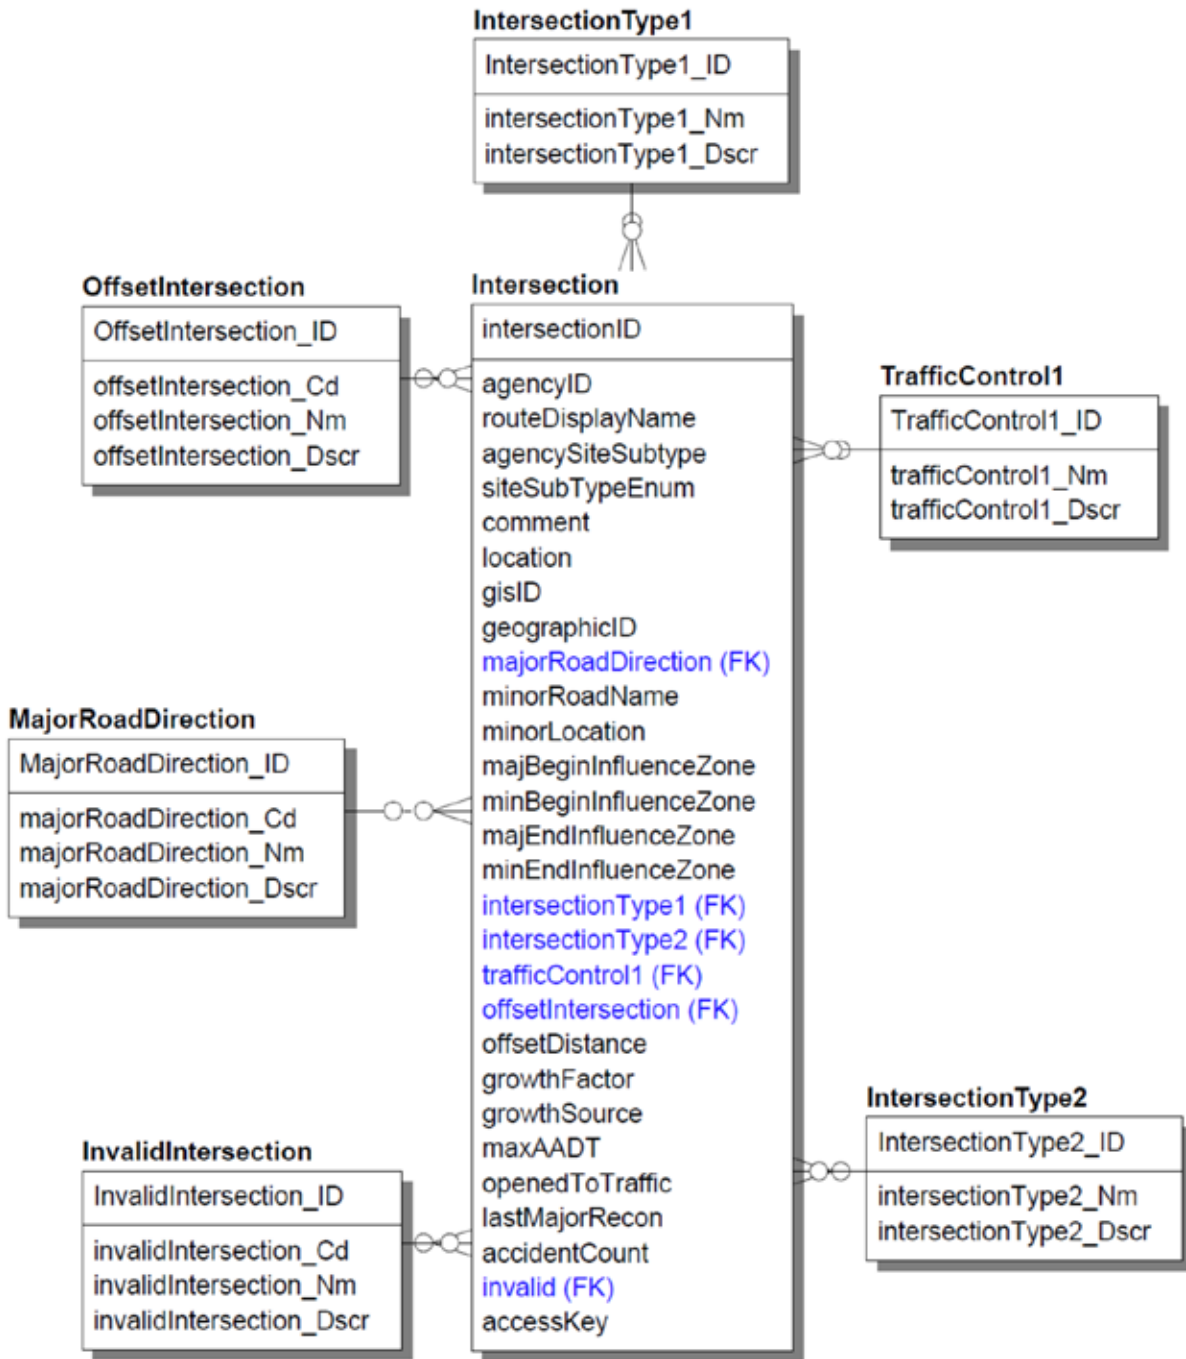 IntersectionType1
IntersectionType1_ID
intersectionType1_Nm
intersectionType1_Dscr
OffsetIntersection
OffsetIntersection_ID
offsetIntersection_Cd
offsetIntersection_Nm
offsetIntersection_Dscr
Intersection
intersectionID
agencyID
routeDisplayName
agencySiteSubtype
siteSubTypeEnum
comment
location
gisID
geographicID
majorRoadDirection (FK)
minorRoadName
minorLocation
majBeginInfluenceZone
minBeginInfluenceZone
majEndInfluenceZone
minEndInfluenceZone
intersectionType1 (FK)
intersectionType2 (FK)
trafficControl1 (FK)
offsetIntersection (FK)
offsetDistance
growthFactor
growthSource
maxAADT
openedToTraffic
lastMajorRecon
accidentCount
invalid (FK)
accessKey
TrafficControl1
TrafficControl1_ID
trafficControl1_Nm
trafficControl1_Dscr
MajorRoadDirection
MajorRoadDirection_ID
majorRoadDirection_Cd
majorRoadDirection_Nm
majorRoadDirection_Dscr
IntersectionType2
IntersectionType2_ID
intersectionType2_Nm
intersectionType2_Dscr
InvalidIntersection
InvalidIntersection_ID
invalidIntersection_Cd
invalidIntersection_Nm
invalidIntersection_Dscr